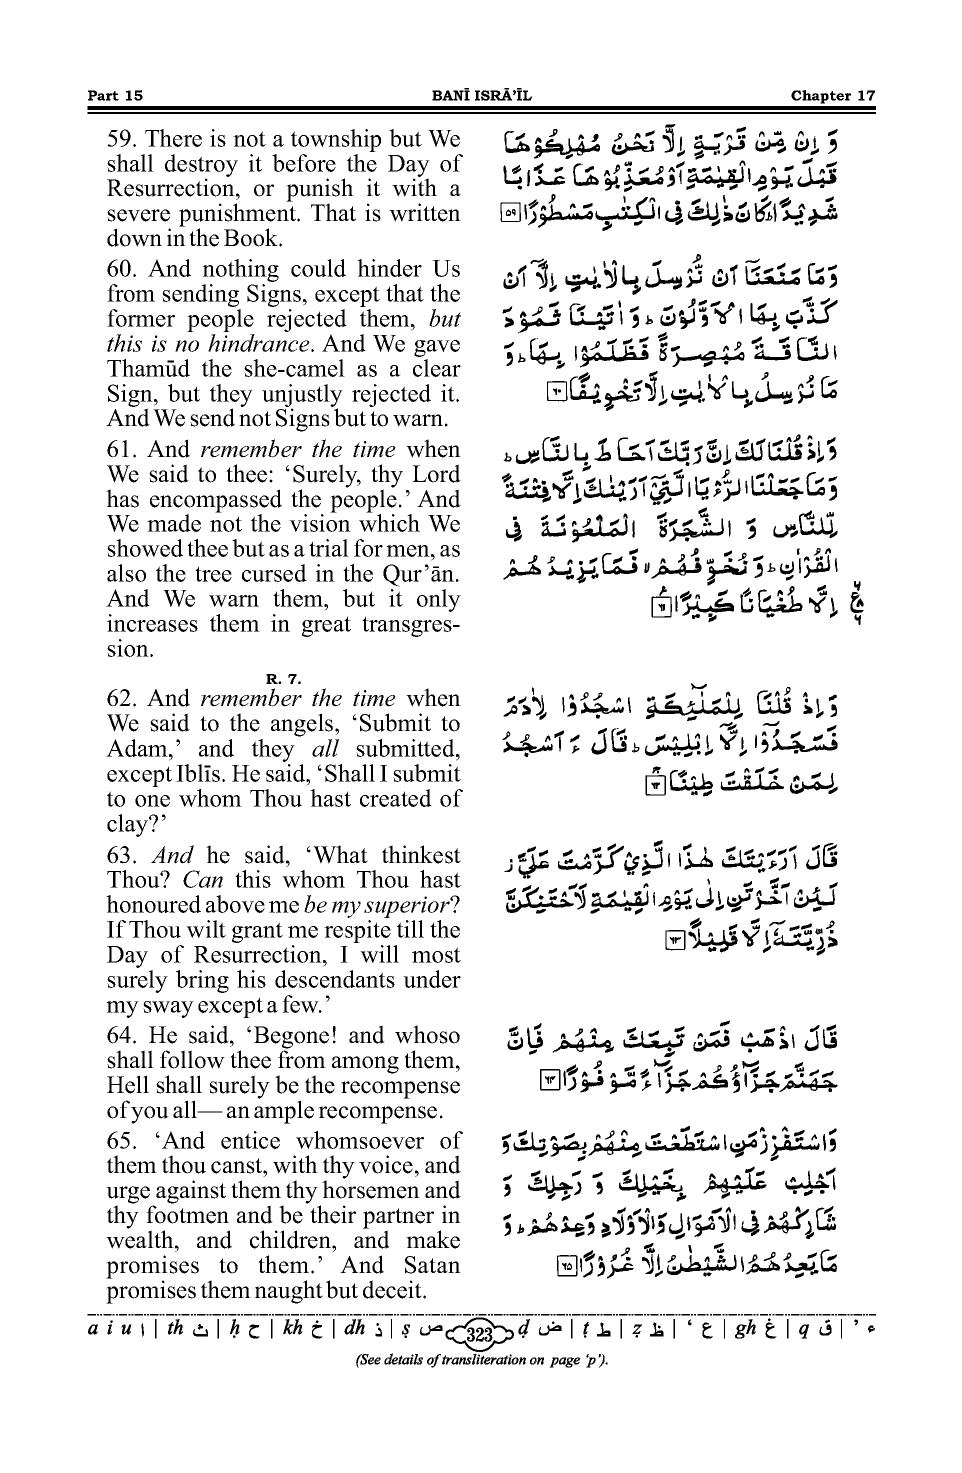 Part 15 BANĪ ISRĀ’ĪL Chapter 17
59. There is not a township but We
shall destroy it before the Day of
Resurrection, or punish it with a
severe punishment. That is written
down in the Book.
وَ اِنْ مِّنْ قَرْيَةٍ اِلَّا نَحْنُ مُهْلِكُوْهَا
قَبْلَ يَوْمِ الْقِيٰمَةِ اَوْ مُعَذِّبُوْهَا عَذَابًا
شَدِيْدًا ؕ كَانَ ذٰلِكَ فِى الْكِتٰبِ مَسْطُوْرًا ۵۹
60. And nothing could hinder Us
from sending Signs, except that the
former people rejected them, but
this is no hindrance. And We gave
Thamūd the she-camel as a clear
Sign, but they unjustly rejected it.
And We send not Signs but to warn.
وَمَا مَنَعَنَاۤ اَنْ نُّرْسِلَ بِالْاٰيٰتِ اِلَّاۤ اَنْ
كَذَّبَ بِهَا الْاَوَّلُوْنَ ؕ وَ اٰتَيْنَا ثَمُوْدَ
النَّاقَةَ مُبْصِرَةً فَظَلَمُوْا بِهَا ؕ وَ
مَا نُرْسِلُ بِالْاٰيٰتِ اِلَّا تَخْوِيْفًا ۶۰
61. And remember the time when
We said to thee: ‘Surely, thy Lord
has encompassed the people.’ And
We made not the vision which We
showed thee but as a trial for men, as
also the tree cursed in the Qur’ān.
And We warn them, but it only
increases them in great transgres-
sion.
وَ اِذْ قُلْنَا لَكَ اِنَّ رَبَّكَ اَحَاطَ بِالنَّاسِ ؕ
وَمَا جَعَلْنَا الرُّءْيَا الَّتِيْۤ اَرَيْنٰكَ اِلَّا فِتْنَةً
لِّلنَّاسِ وَ الشَّجَرَةَ الْمَلْعُوْنَةَ فِى
الْقُرْاٰنِ ؕ وَ نُخَوِّفُهُمْ ۙ فَمَا يَزِيْدُهُمْ
اِلَّا طُغْيَانًا كَبِيْرًا ۶۱
R. 7.
62. And remember the time when
We said to the angels, ‘Submit to
Adam,’ and they all submitted,
except Iblīs. He said, ‘Shall I submit
to one whom Thou hast created of
clay?’
وَ اِذْ قُلْنَا لِلْمَلٰٓئِكَةِ اسْجُدُوْا لِاٰدَمَ
فَسَجَدُوْۤا اِلَّاۤ اِبْلِيْسَ ؕ قَالَ ءَاَسْجُدُ
لِمَنْ خَلَقْتَ طِيْنًا ۶۲
63. And he said, ‘What thinkest
Thou? Can this whom Thou hast
honoured above me be my superior?
If Thou wilt grant me respite till the
Day of Resurrection, I will most
surely bring his descendants under
my sway except a few.’
قَالَ اَرَءَيْتَكَ هٰذَا الَّذِيْ كَرَّمْتَ عَلَيَّ ز
لَئِنْ اَخَّرْتَنِ اِلٰى يَوْمِ الْقِيٰمَةِ لَاَحْتَنِكَنَّ
ذُرِّيَّتَهٗۤ اِلَّا قَلِيْلًا ۶۳
64. He said, ‘Begone! and whoso
shall follow thee from among them,
Hell shall surely be the recompense
of you all—an ample recompense.
قَالَ اذْهَبْ فَمَنْ تَبِعَكَ مِنْهُمْ فَاِنَّ
جَهَنَّمَ جَزَآؤُكُمْ جَزَآءً مَّوْفُوْرًا ۶۴
65. ‘And entice whomsoever of
them thou canst, with thy voice, and
urge against them thy horsemen and
thy footmen and be their partner in
wealth, and children, and make
promises to them.’ And Satan
promises them naught but deceit.
وَاسْتَفْزِزْ مَنِ اسْتَطَعْتَ مِنْهُمْ بِصَوْتِكَ وَ
اَجْلِبْ عَلَيْهِمْ بِخَيْلِكَ وَ رَجِلِكَ وَ
شَارِكْهُمْ فِى الْاَمْوَالِ وَالْاَوْلَادِ وَعِدْهُمْ ؕ وَ
مَا يَعِدُهُمُ الشَّيْطٰنُ اِلَّا غُرُوْرًا ۶۵
a i u ا | th ث | ḥ ح | kh خ | dh ذ | ṣ ص 323 ḍ ض | ṭ ط | ẓ ظ | ‘ ع | gh غ | q ق | ’ ء
(See details of transliteration on page ‘p’).